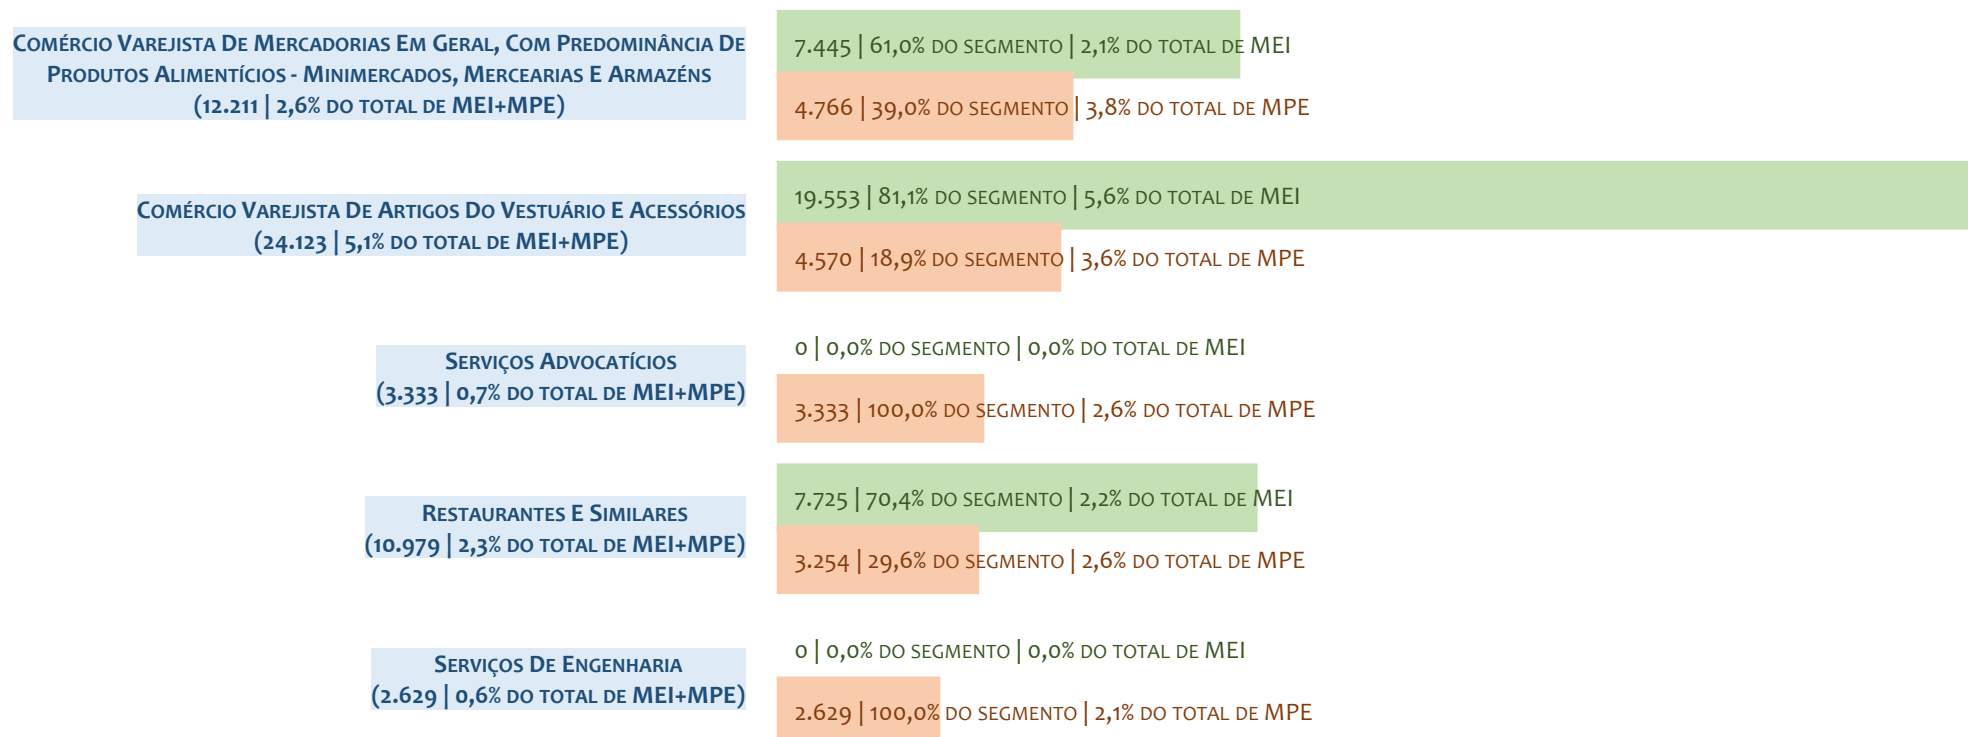 Comércio Varejista De Mercadorias Em Geral, Com Predominância De
Produtos Alimentícios - Minimercados, Mercearias E Armazéns
(12.211 | 2,6% do total de MEI+MPE)
7.445 | 61,0% do segmento | 2,1% do total de MEI
4.766 | 39,0% do segmento | 3,8% do total de MPE
Comércio Varejista De Artigos Do Vestuário E Acessórios
(24.123 | 5,1% do total de MEI+MPE)
19.553 | 81,1% do segmento | 5,6% do total de MEI
4.570 | 18,9% do segmento | 3,6% do total de MPE
Serviços Advocatícios
(3.333 | 0,7% do total de MEI+MPE)
0 | 0,0% do segmento | 0,0% do total de MEI
3.333 | 100,0% do segmento | 2,6% do total de MPE
Restaurantes E Similares
(10.979 | 2,3% do total de MEI+MPE)
7.725 | 70,4% do segmento | 2,2% do total de MEI
3.254 | 29,6% do segmento | 2,6% do total de MPE
Serviços De Engenharia
(2.629 | 0,6% do total de MEI+MPE)
0 | 0,0% do segmento | 0,0% do total de MEI
2.629 | 100,0% do segmento | 2,1% do total de MPE